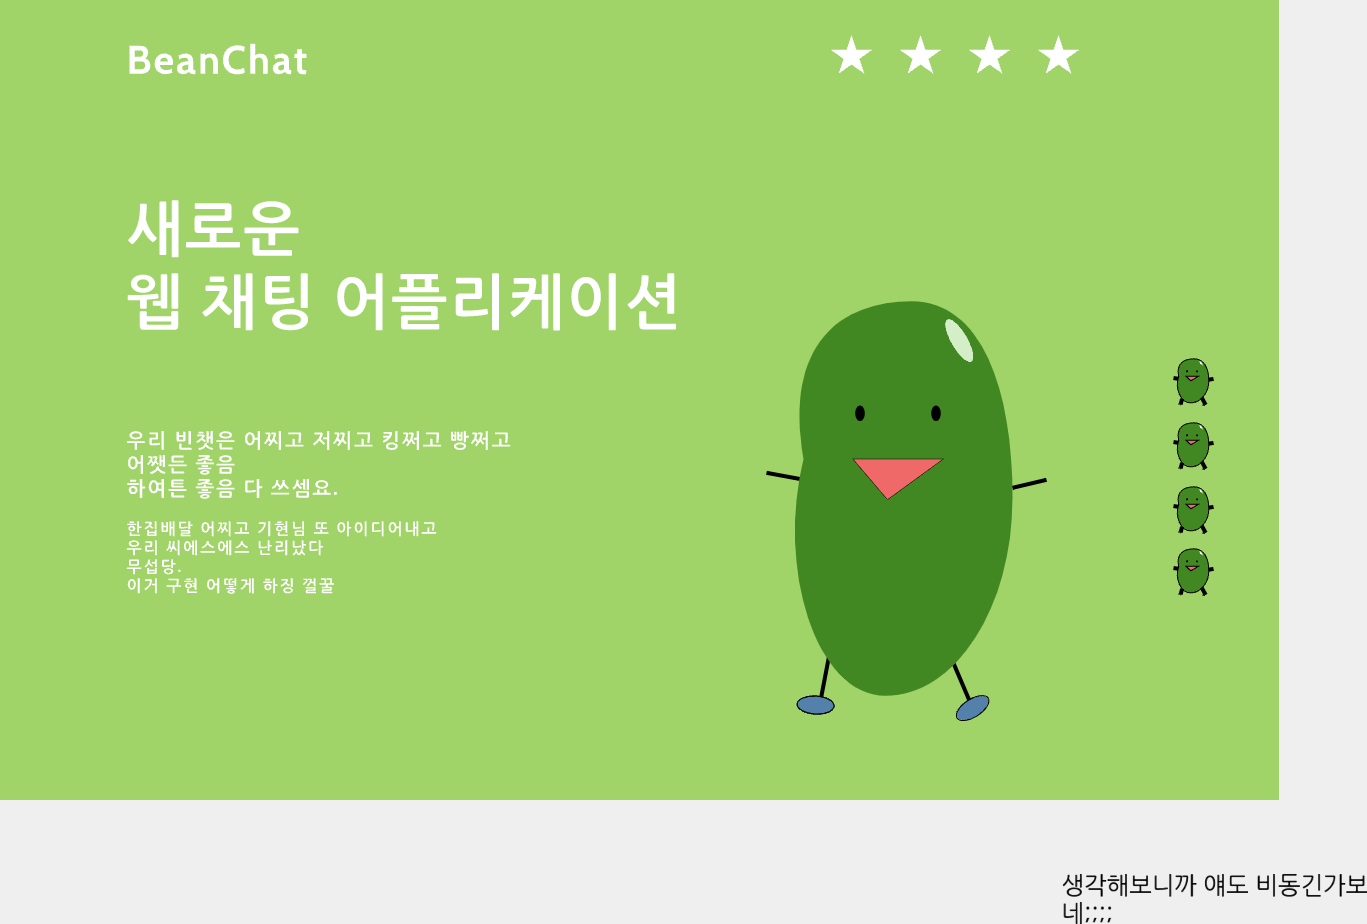 BeanChat
새로운
웹 채팅 어플리케이션
우리 빈챗은 어찌고 저찌고 킹쩌고 빵쩌고
어쨋든 좋음
하여튼 좋음 다 쓰셈요.
한집배달 어찌고 기현님 또 아이디어내고
우리 씨에스에스 난리났다
무섭당.
이거 구현 어떻게 하징 껄꿀
생각해보니까 얘도 비동긴가보
네;;;;